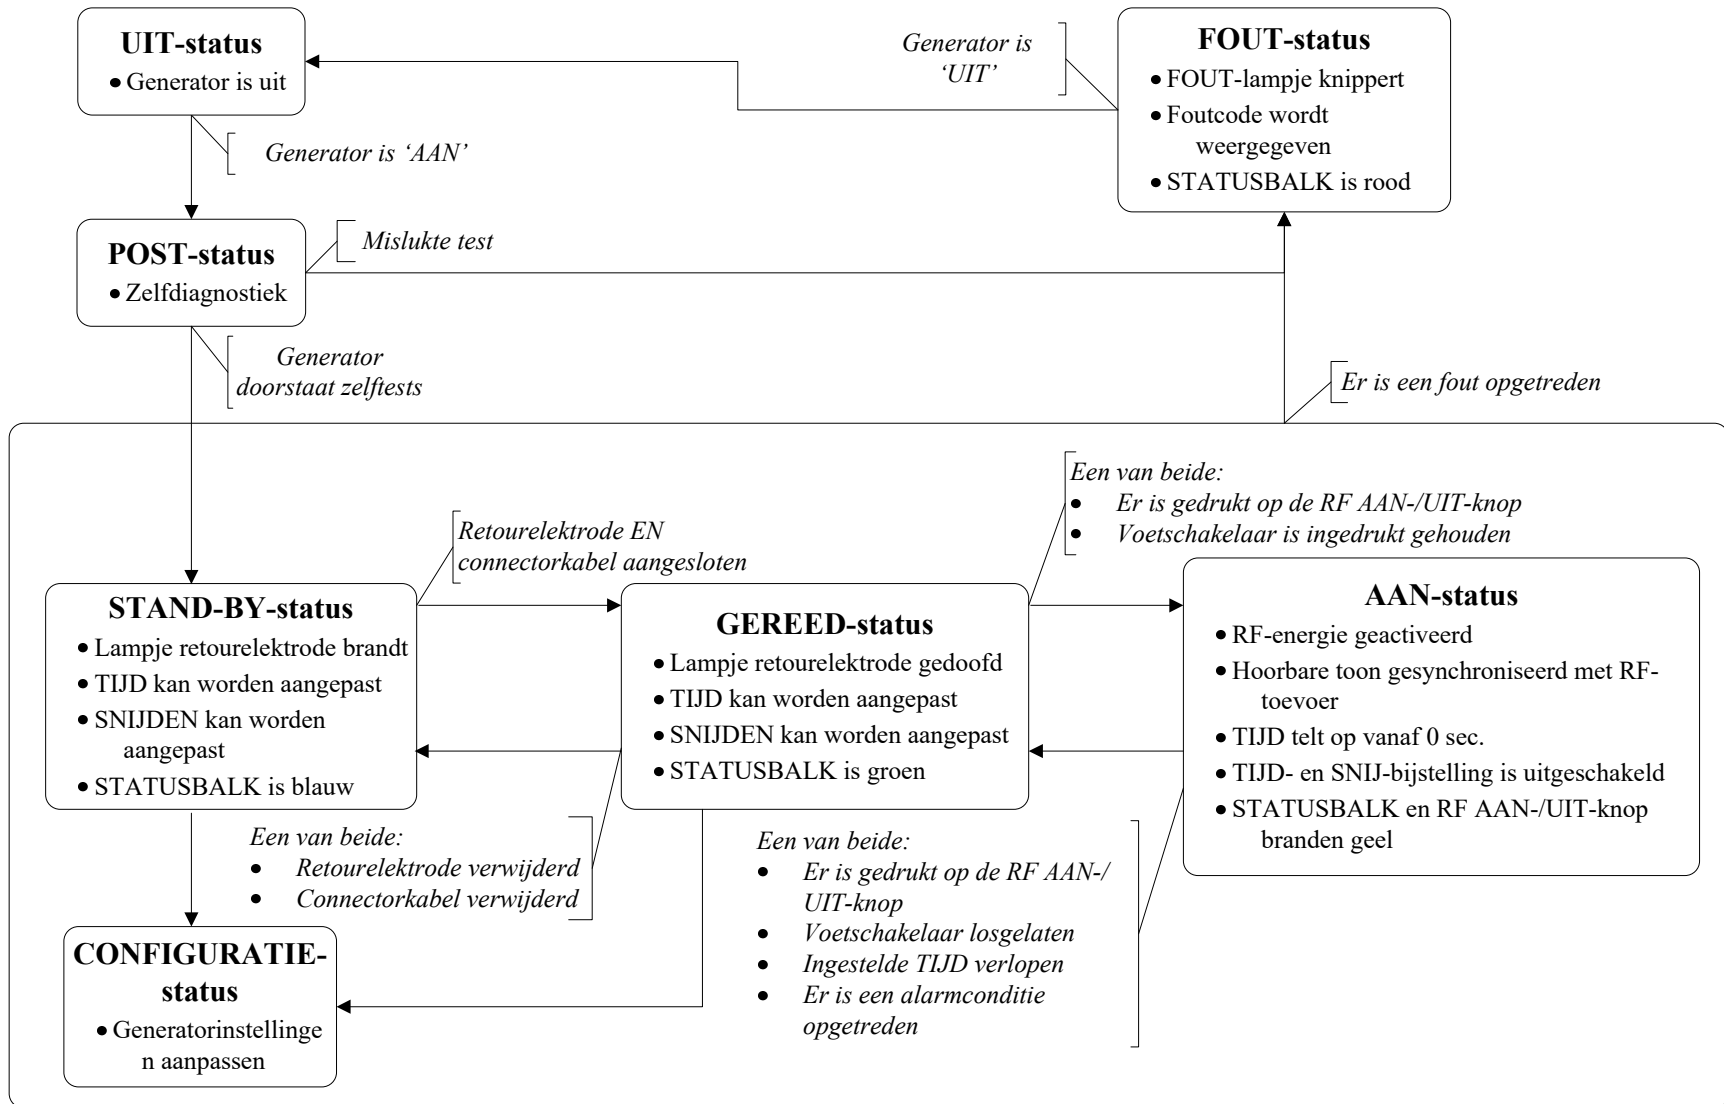 UIT-status
• Generator is uit
Generator is
‘UIT’
FOUT-status
• FOUT-lampje knippert
• Foutcode wordt
weergegeven
• STATUSBALK is rood
Generator is ‘AAN’
POST-status
• Zelfdiagnostiek
Mislukte test
Generator
doorstaat zelftests
Er is een fout opgetreden
Een van beide:
• Er is gedrukt op de RF AAN-/UIT-knop
• Voetschakelaar is ingedrukt gehouden
Retourelektrode EN
connectorkabel aangesloten
STAND-BY-status
• Lampje retourelektrode brandt
• TIJD kan worden aangepast
• SNIJDEN kan worden
aangepast
• STATUSBALK is blauw
GEREED-status
• Lampje retourelektrode gedoofd
• TIJD kan worden aangepast
• SNIJDEN kan worden aangepast
• STATUSBALK is groen
AAN-status
• RF-energie geactiveerd
• Hoorbare toon gesynchroniseerd met RF-
toevoer
• TIJD telt op vanaf 0 sec.
• TIJD- en SNIJ-bijstelling is uitgeschakeld
• STATUSBALK en RF AAN-/UIT-knop
branden geel
Een van beide:
• Retourelektrode verwijderd
• Connectorkabel verwijderd
Een van beide:
• Er is gedrukt op de RF AAN-/
UIT-knop
• Voetschakelaar losgelaten
• Ingestelde TIJD verlopen
• Er is een alarmconditie
opgetreden
CONFIGURATIE-
status
• Generatorinstellinge
n aanpassen